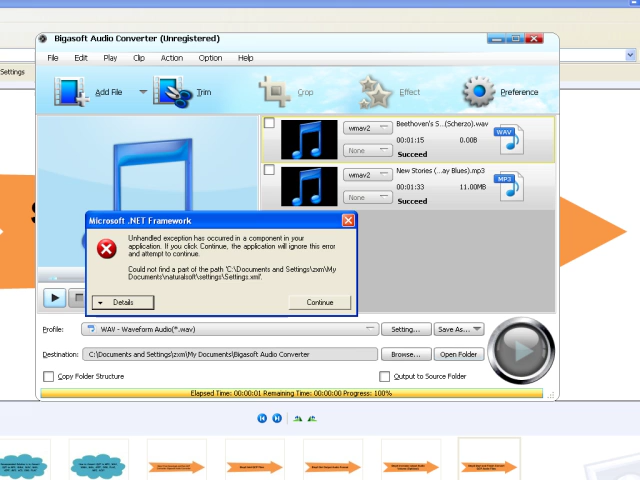 Bigasoft Audio Converter (Unregistered)
File Edit Play Clip Action Option Help
Settings
Add File Trim Crop Effect Preference
wmav2
Beethoven's S...(Scherzo).wav
WAV
00:01:15 0.00B
None
Succeed
wmav2
New Stories (...ay Blues).mp3
MP3
00:01:33 11.00MB
None
Succeed
Microsoft .NET Framework
Unhandled exception has occurred in a component in your
application. If you click Continue, the application will ignore this error
and attempt to continue.
Could not find a part of the path 'C:\Documents and Settings\zxm\My
Documents\naturalsoft\settings\Settings.xml'.
Details Continue
Profile: WAV - Waveform Audio(*.wav) Setting... Save As...
Destination: C:\Documents and Settings\zxm\My Documents\Bigasoft Audio Converter Browse... Open Folder
Copy Folder Structure Output to Source Folder
Elapsed Time: 00:00:01 Remaining Time: 00:00:00 Progress: 100%